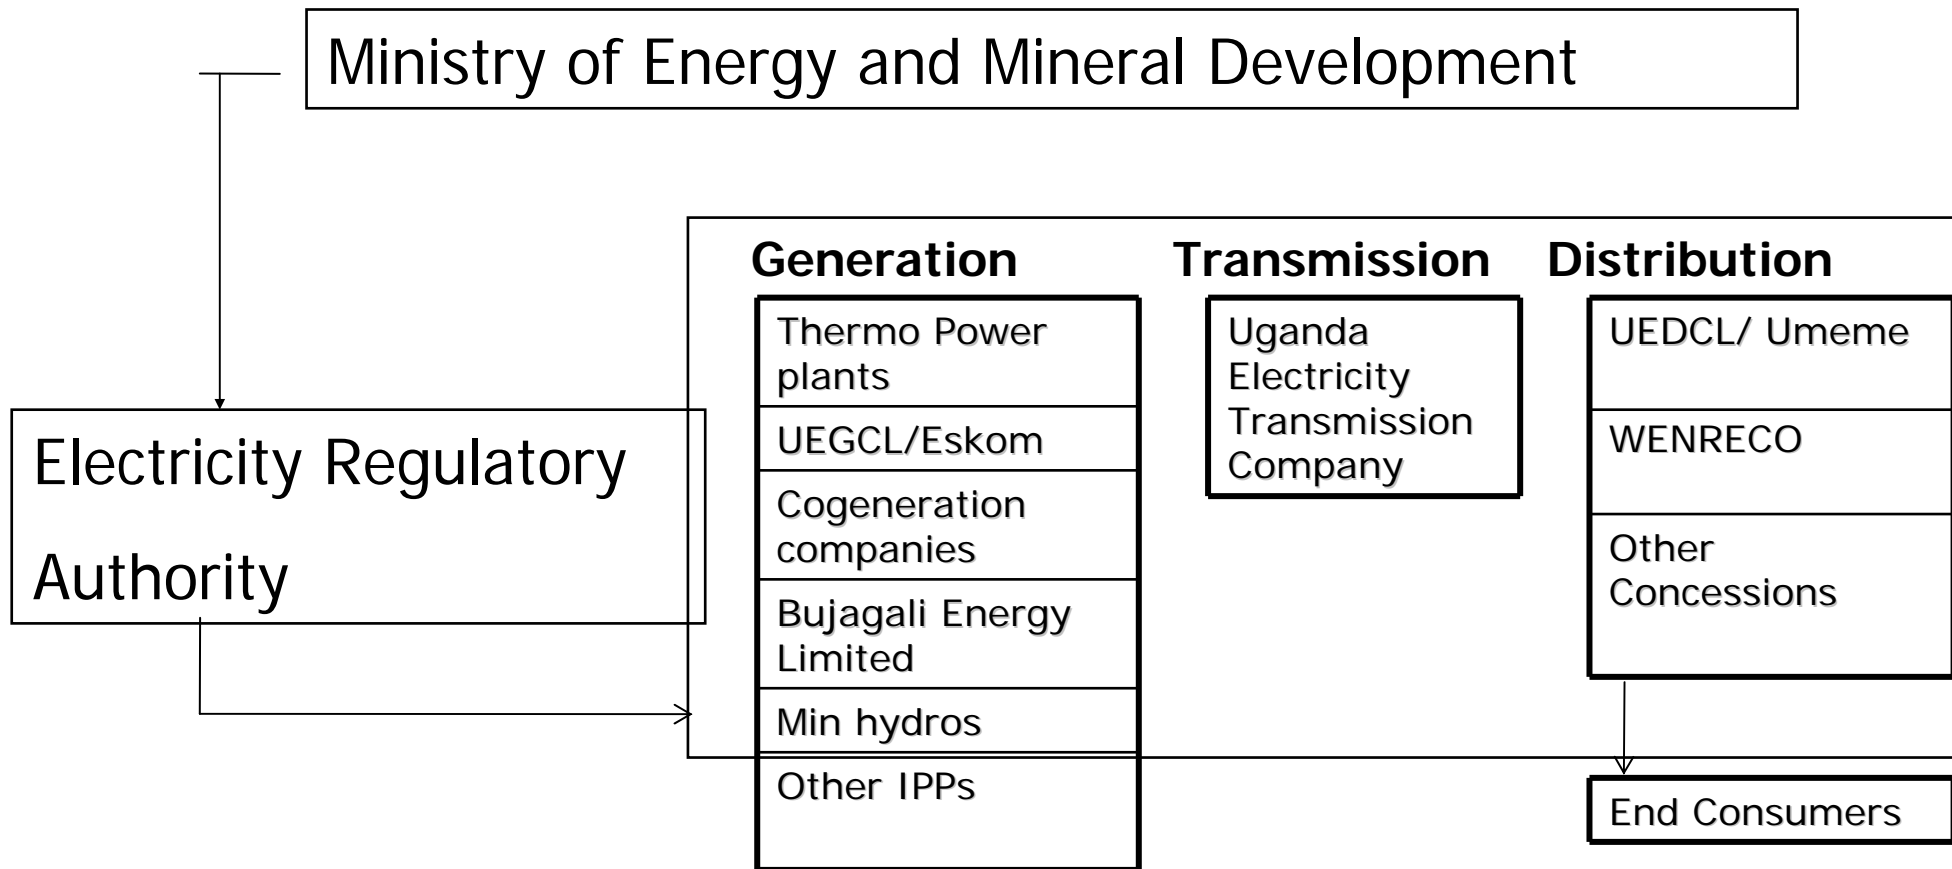 Ministry of Energy and Mineral Development
Electricity Regulatory
Authority
Generation
Thermo Power
plants
UEGCL/Eskom
Cogeneration
companies
Bujagali Energy
Limited
Min hydros
Other IPPs
Transmission
Uganda
Electricity
Transmission
Company
Distribution
UEDCL/ Umeme
WENRECO
Other
Concessions
End Consumers